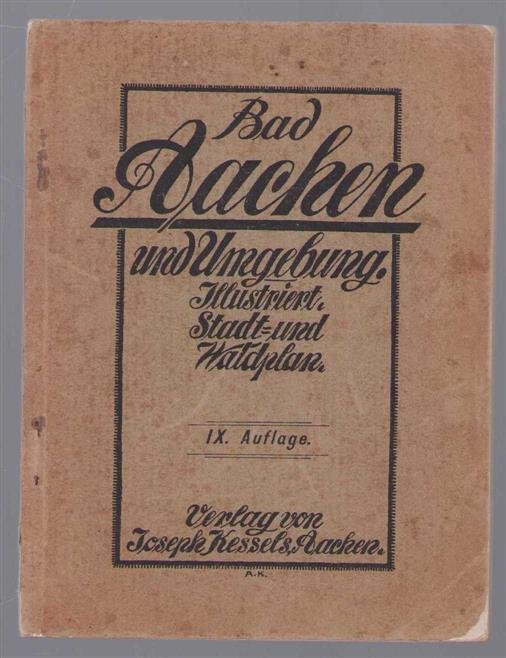 Bad
Aachen
und Umgebung.
Illustriert.
Stadt- und
Waldplan.
IX. Auflage.
Verlag von
Joseph Kessels, Aachen.
A.K.